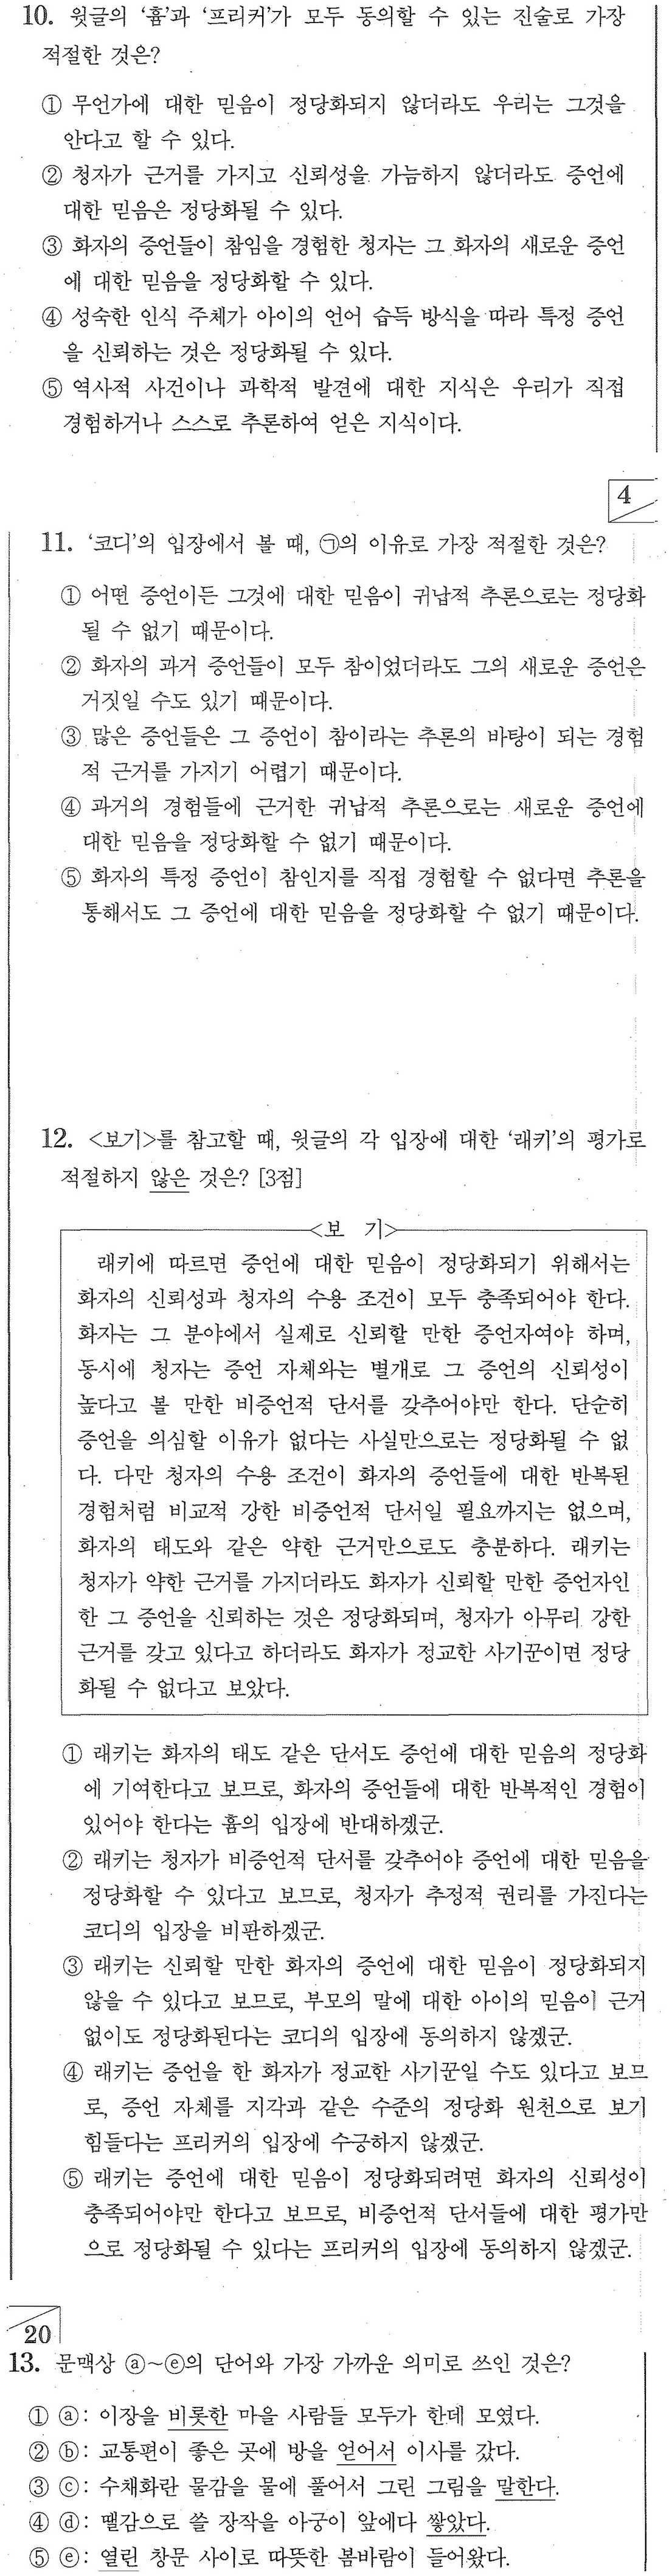 10. 윗글의 ‘흄’과 ‘프리커’가 모두 동의할 수 있는 진술로 가장
적절한 것은?
① 무언가에 대한 믿음이 정당화되지 않더라도 우리는 그것을
안다고 할 수 있다.
② 청자가 근거를 가지고 신뢰성을 가늠하지 않더라도 증언에
대한 믿음은 정당화될 수 있다.
③ 화자의 증언들이 참임을 경험한 청자는 그 화자의 새로운 증언
에 대한 믿음을 정당화할 수 있다.
④ 성숙한 인식 주체가 아이의 언어 습득 방식을 따라 특정 증언
을 신뢰하는 것은 정당화될 수 있다.
⑤ 역사적 사건이나 과학적 발견에 대한 지식은 우리가 직접
경험하거나 스스로 추론하여 얻은 지식이다.
4
11. ‘코디’의 입장에서 볼 때, ㉠의 이유로 가장 적절한 것은?
① 어떤 증언이든 그것에 대한 믿음이 귀납적 추론으로는 정당화
될 수 없기 때문이다.
② 화자의 과거 증언들이 모두 참이었더라도 그의 새로운 증언은
거짓일 수도 있기 때문이다.
③ 많은 증언들은 그 증언이 참이라는 추론의 바탕이 되는 경험
적 근거를 가지기 어렵기 때문이다.
④ 과거의 경험들에 근거한 귀납적 추론으로는 새로운 증언에
대한 믿음을 정당화할 수 없기 때문이다.
⑤ 화자의 특정 증언이 참인지를 직접 경험할 수 없다면 추론을
통해서도 그 증언에 대한 믿음을 정당화할 수 없기 때문이다.
12. <보기>를 참고할 때, 윗글의 각 입장에 대한 ‘래키’의 평가로
적절하지 않은 것은? [3점]
<보 기>
래키에 따르면 증언에 대한 믿음이 정당화되기 위해서는
화자의 신뢰성과 청자의 수용 조건이 모두 충족되어야 한다.
화자는 그 분야에서 실제로 신뢰할 만한 증언자여야 하며,
동시에 청자는 증언 자체와는 별개로 그 증언의 신뢰성이
높다고 볼 만한 비증언적 단서를 갖추어야만 한다. 단순히
증언을 의심할 이유가 없다는 사실만으로는 정당화될 수 없
다. 다만 청자의 수용 조건이 화자의 증언들에 대한 반복된
경험처럼 비교적 강한 비증언적 단서일 필요까지는 없으며,
화자의 태도와 같은 약한 근거만으로도 충분하다. 래키는
청자가 약한 근거를 가지더라도 화자가 신뢰할 만한 증언자인
한 그 증언을 신뢰하는 것은 정당화되며, 청자가 아무리 강한
근거를 갖고 있다고 하더라도 화자가 정교한 사기꾼이면 정당
화될 수 없다고 보았다.
① 래키는 화자의 태도 같은 단서도 증언에 대한 믿음의 정당화
에 기여한다고 보므로, 화자의 증언들에 대한 반복적인 경험이
있어야 한다는 흄의 입장에 반대하겠군.
② 래키는 청자가 비증언적 단서를 갖추어야 증언에 대한 믿음을
정당화할 수 있다고 보므로, 청자가 추정적 권리를 가진다는
코디의 입장을 비판하겠군.
③ 래키는 신뢰할 만한 화자의 증언에 대한 믿음이 정당화되지
않을 수 있다고 보므로, 부모의 말에 대한 아이의 믿음이 근거
없이도 정당화된다는 코디의 입장에 동의하지 않겠군.
④ 래키는 증언을 한 화자가 정교한 사기꾼일 수도 있다고 보므
로, 증언 자체를 지각과 같은 수준의 정당화 원천으로 보기
힘들다는 프리커의 입장에 수긍하지 않겠군.
⑤ 래키는 증언에 대한 믿음이 정당화되려면 화자의 신뢰성이
충족되어야만 한다고 보므로, 비증언적 단서들에 대한 평가만
으로 정당화될 수 있다는 프리커의 입장에 동의하지 않겠군.
20
13. 문맥상 ⓐ~ⓔ의 단어와 가장 가까운 의미로 쓰인 것은?
① ⓐ: 이장을 비롯한 마을 사람들 모두가 한데 모였다.
② ⓑ: 교통편이 좋은 곳에 방을 얻어서 이사를 갔다.
③ ⓒ: 수채화란 물감을 물에 풀어서 그린 그림을 말한다.
④ ⓓ: 땔감으로 쓸 장작을 아궁이 앞에다 쌓았다.
⑤ ⓔ: 열린 창문 사이로 따뜻한 봄바람이 들어왔다.